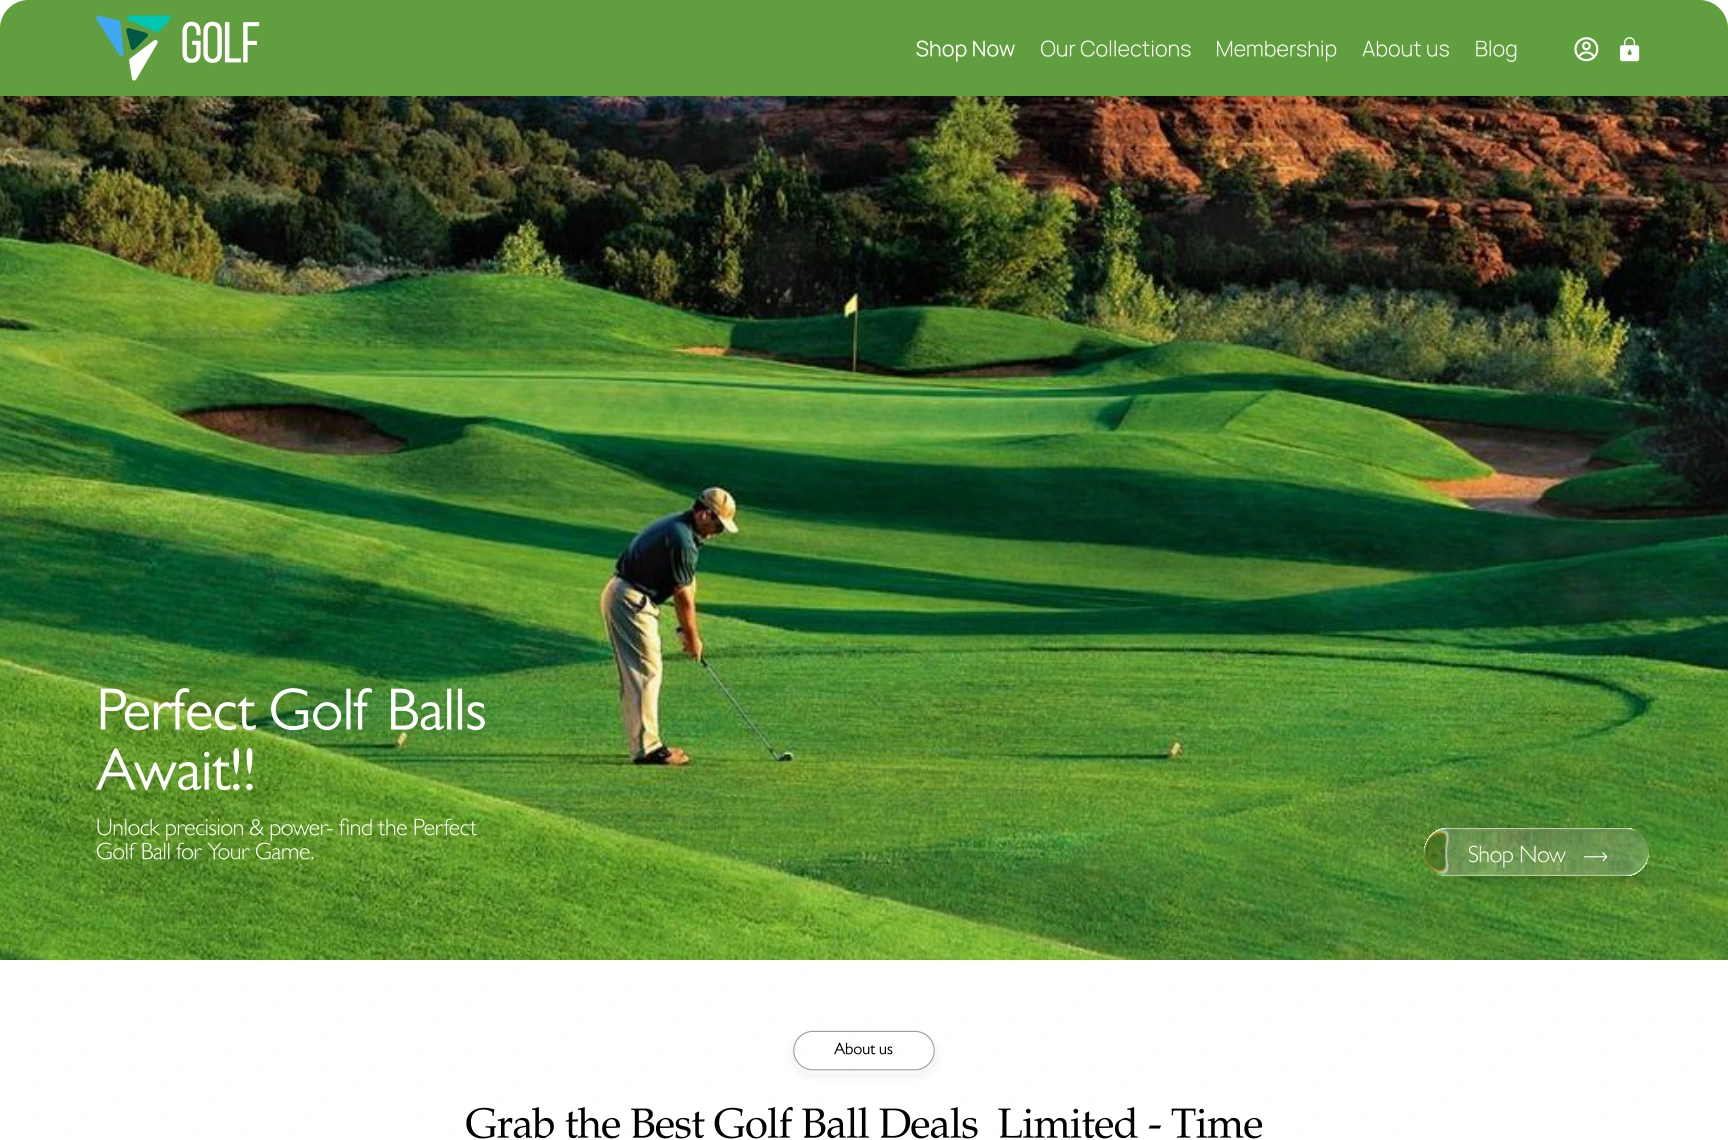 GOLF
Shop Now
Our Collections
Membership
About us
Blog
Perfect Golf Balls
Await!!
Unlock precision & power- find the Perfect
Golf Ball for Your Game.
Shop Now →
About us
Grab the Best Golf Ball Deals Limited - Time